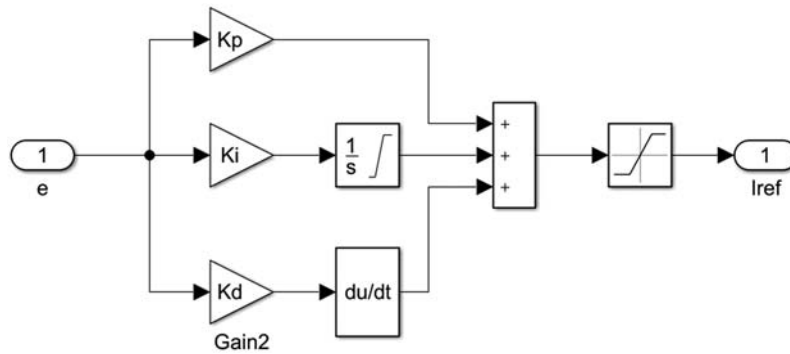 Kp
1
e
Ki
1
s
+
+
+
1
Iref
Kd
du/dt
Gain2